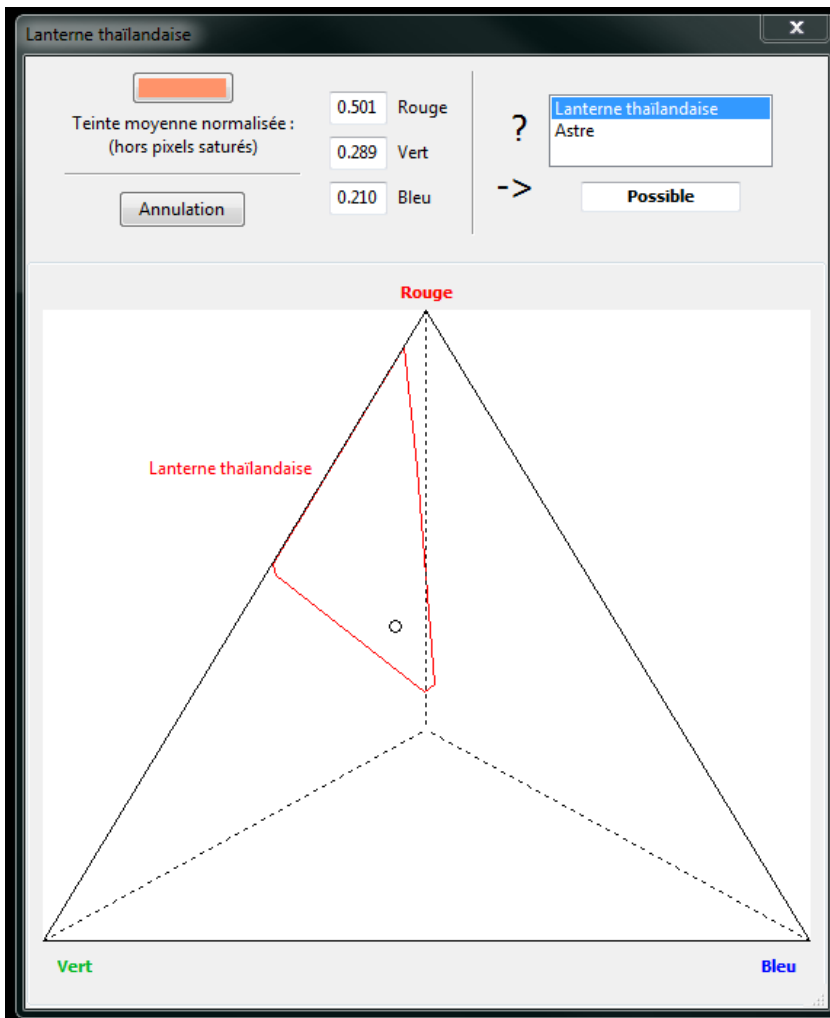 Lanterne thaïlandaise
x
Teinte moyenne normalisée :
(hors pixels saturés)
Annulation
0.501 Rouge
0.289 Vert
0.210 Bleu
?
->
Lanterne thaïlandaise
Astre
Possible
Rouge
Lanterne thaïlandaise
Vert
Bleu